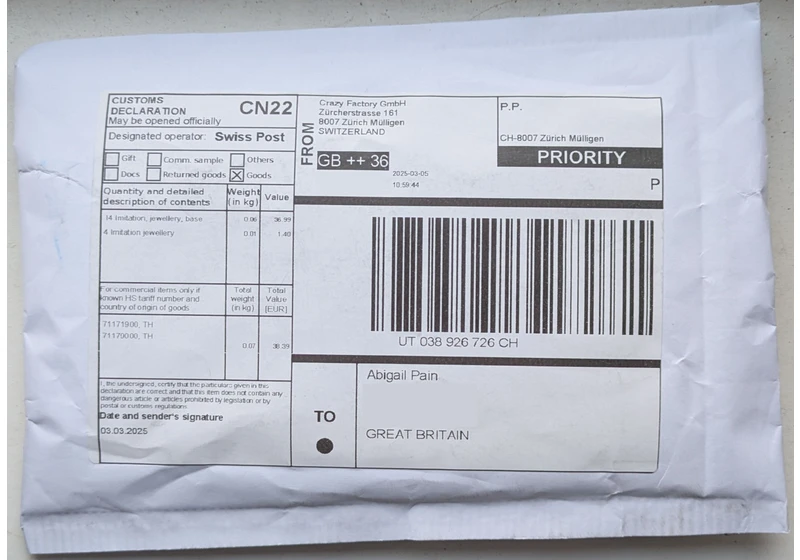 CUSTOMS
DECLARATION
CN22
May be opened officially
Designated operator: Swiss Post
Gift
Comm. sample
Others
Docs
Returned goods
Goods
Quantity and detailed
description of contents
Weight
(in kg)
Value
14 Imitation, jewellery, base
0.06
36.99
4 Imitation jewellery
0.01
1.40
For commercial items only if
known HS tariff number and
country of origin of goods
Total
weight
(in kg)
Total
Value
[EUR]
71171900, TH
71179000, TH
0.07
38.39
I, the undersigned, certify that the particulars given in this
declaration are correct and that this item does not contain any
dangerous article or articles prohibited by legislation or by
postal or customs regulations
Date and sender's signature
03.03.2025
FROM
Crazy Factory GmbH
Zürcherstrasse 161
8007 Zürich Mülligen
SWITZERLAND
GB ++ 36
2025-03-05
10:59:44
P.P.
CH-8007 Zürich Mülligen
PRIORITY
P
UT 038 926 726 CH
TO
Abigail Pain
GREAT BRITAIN